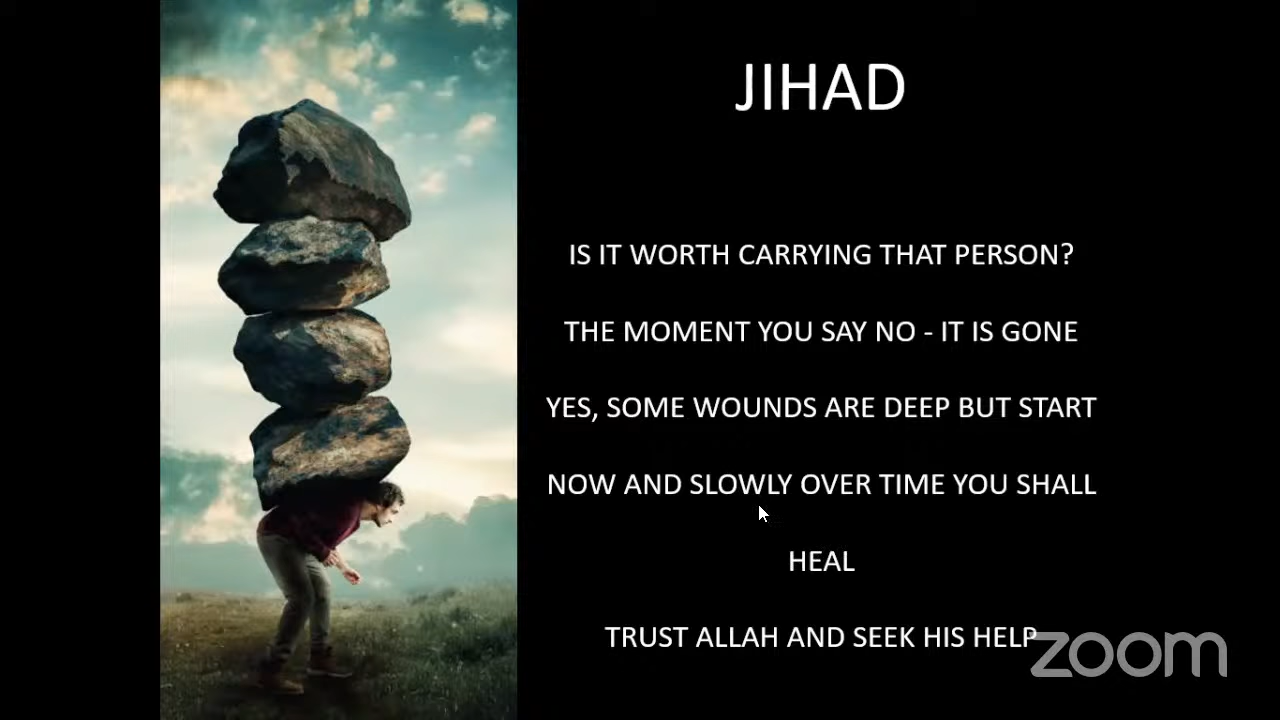 JIHAD
IS IT WORTH CARRYING THAT PERSON?
THE MOMENT YOU SAY NO - IT IS GONE
YES, SOME WOUNDS ARE DEEP BUT START
NOW AND SLOWLY OVER TIME YOU SHALL
HEAL
TRUST ALLAH AND SEEK HIS HELP
zoom